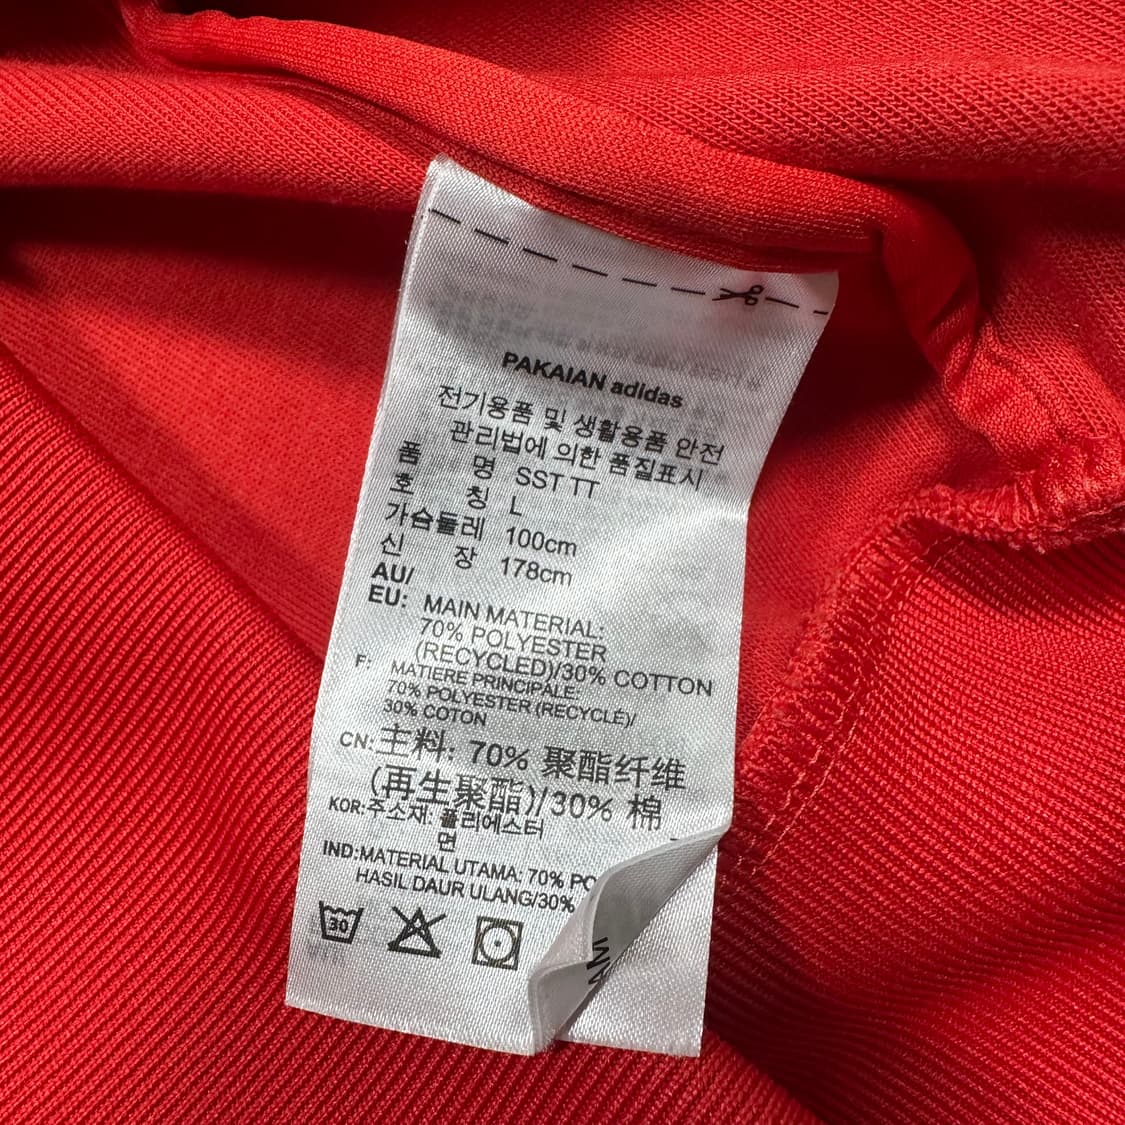 PAKAIAN adidas
전기용품 및 생활용품 안전
관리법에 의한 품질표시
품 명 SST TT
호 칭 L
가슴둘레 100cm
신 장 178cm
AU/
EU: MAIN MATERIAL:
70% POLYESTER
(RECYCLED)/30% COTTON
F: MATIERE PRINCIPALE:
70% POLYESTER (RECYCLÉ)/
30% COTON
CN: 主料: 70% 聚酯纤维
(再生聚酯)/30% 棉
KOR: 주소재: 폴리에스터
면
IND: MATERIAL UTAMA: 70%
HASIL DAUR ULANG/30%
30